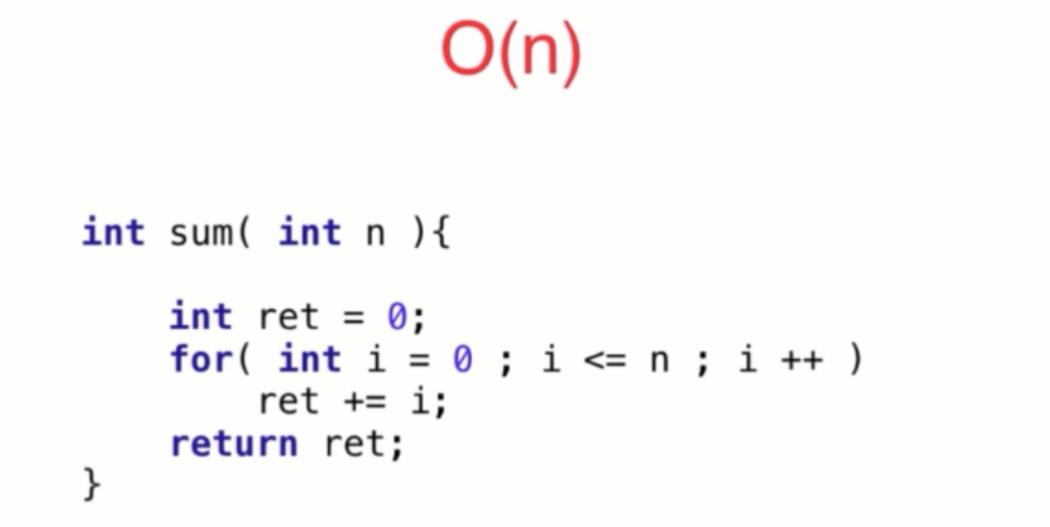 O(n)
int sum( int n ){
    int ret = 0;
    for( int i = 0 ; i <= n ; i ++ )
        ret += i;
    return ret;
}